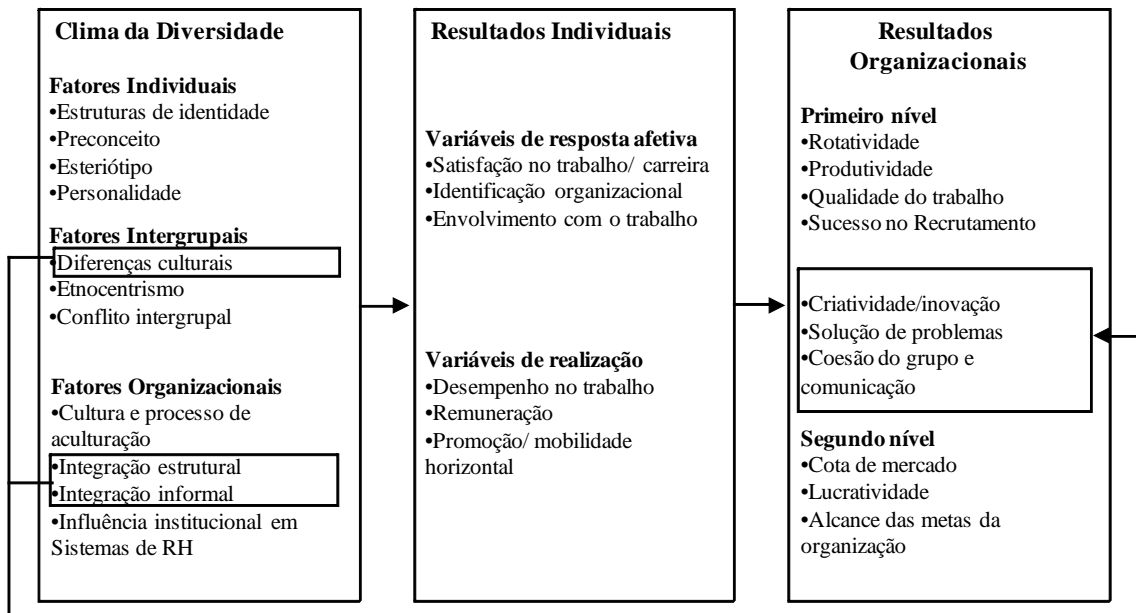 Clima da Diversidade
Fatores Individuais
•Estruturas de identidade
•Preconceito
•Esteriótipo
•Personalidade
Fatores Intergrupais
•Diferenças culturais
•Etnocentrismo
•Conflito intergrupal
Fatores Organizacionais
•Cultura e processo de
aculturação
•Integração estrutural
•Integração informal
•Influência institucional em
Sistemas de RH
Resultados Individuais
Variáveis de resposta afetiva
•Satisfação no trabalho/ carreira
•Identificação organizacional
•Envolvimento com o trabalho
Variáveis de realização
•Desempenho no trabalho
•Remuneração
•Promoção/ mobilidade
horizontal
Resultados
Organizacionais
Primeiro nível
•Rotatividade
•Produtividade
•Qualidade do trabalho
•Sucesso no Recrutamento
•Criatividade/inovação
•Solução de problemas
•Coesão do grupo e
comunicação
Segundo nível
•Cota de mercado
•Lucratividade
•Alcance das metas da
organização